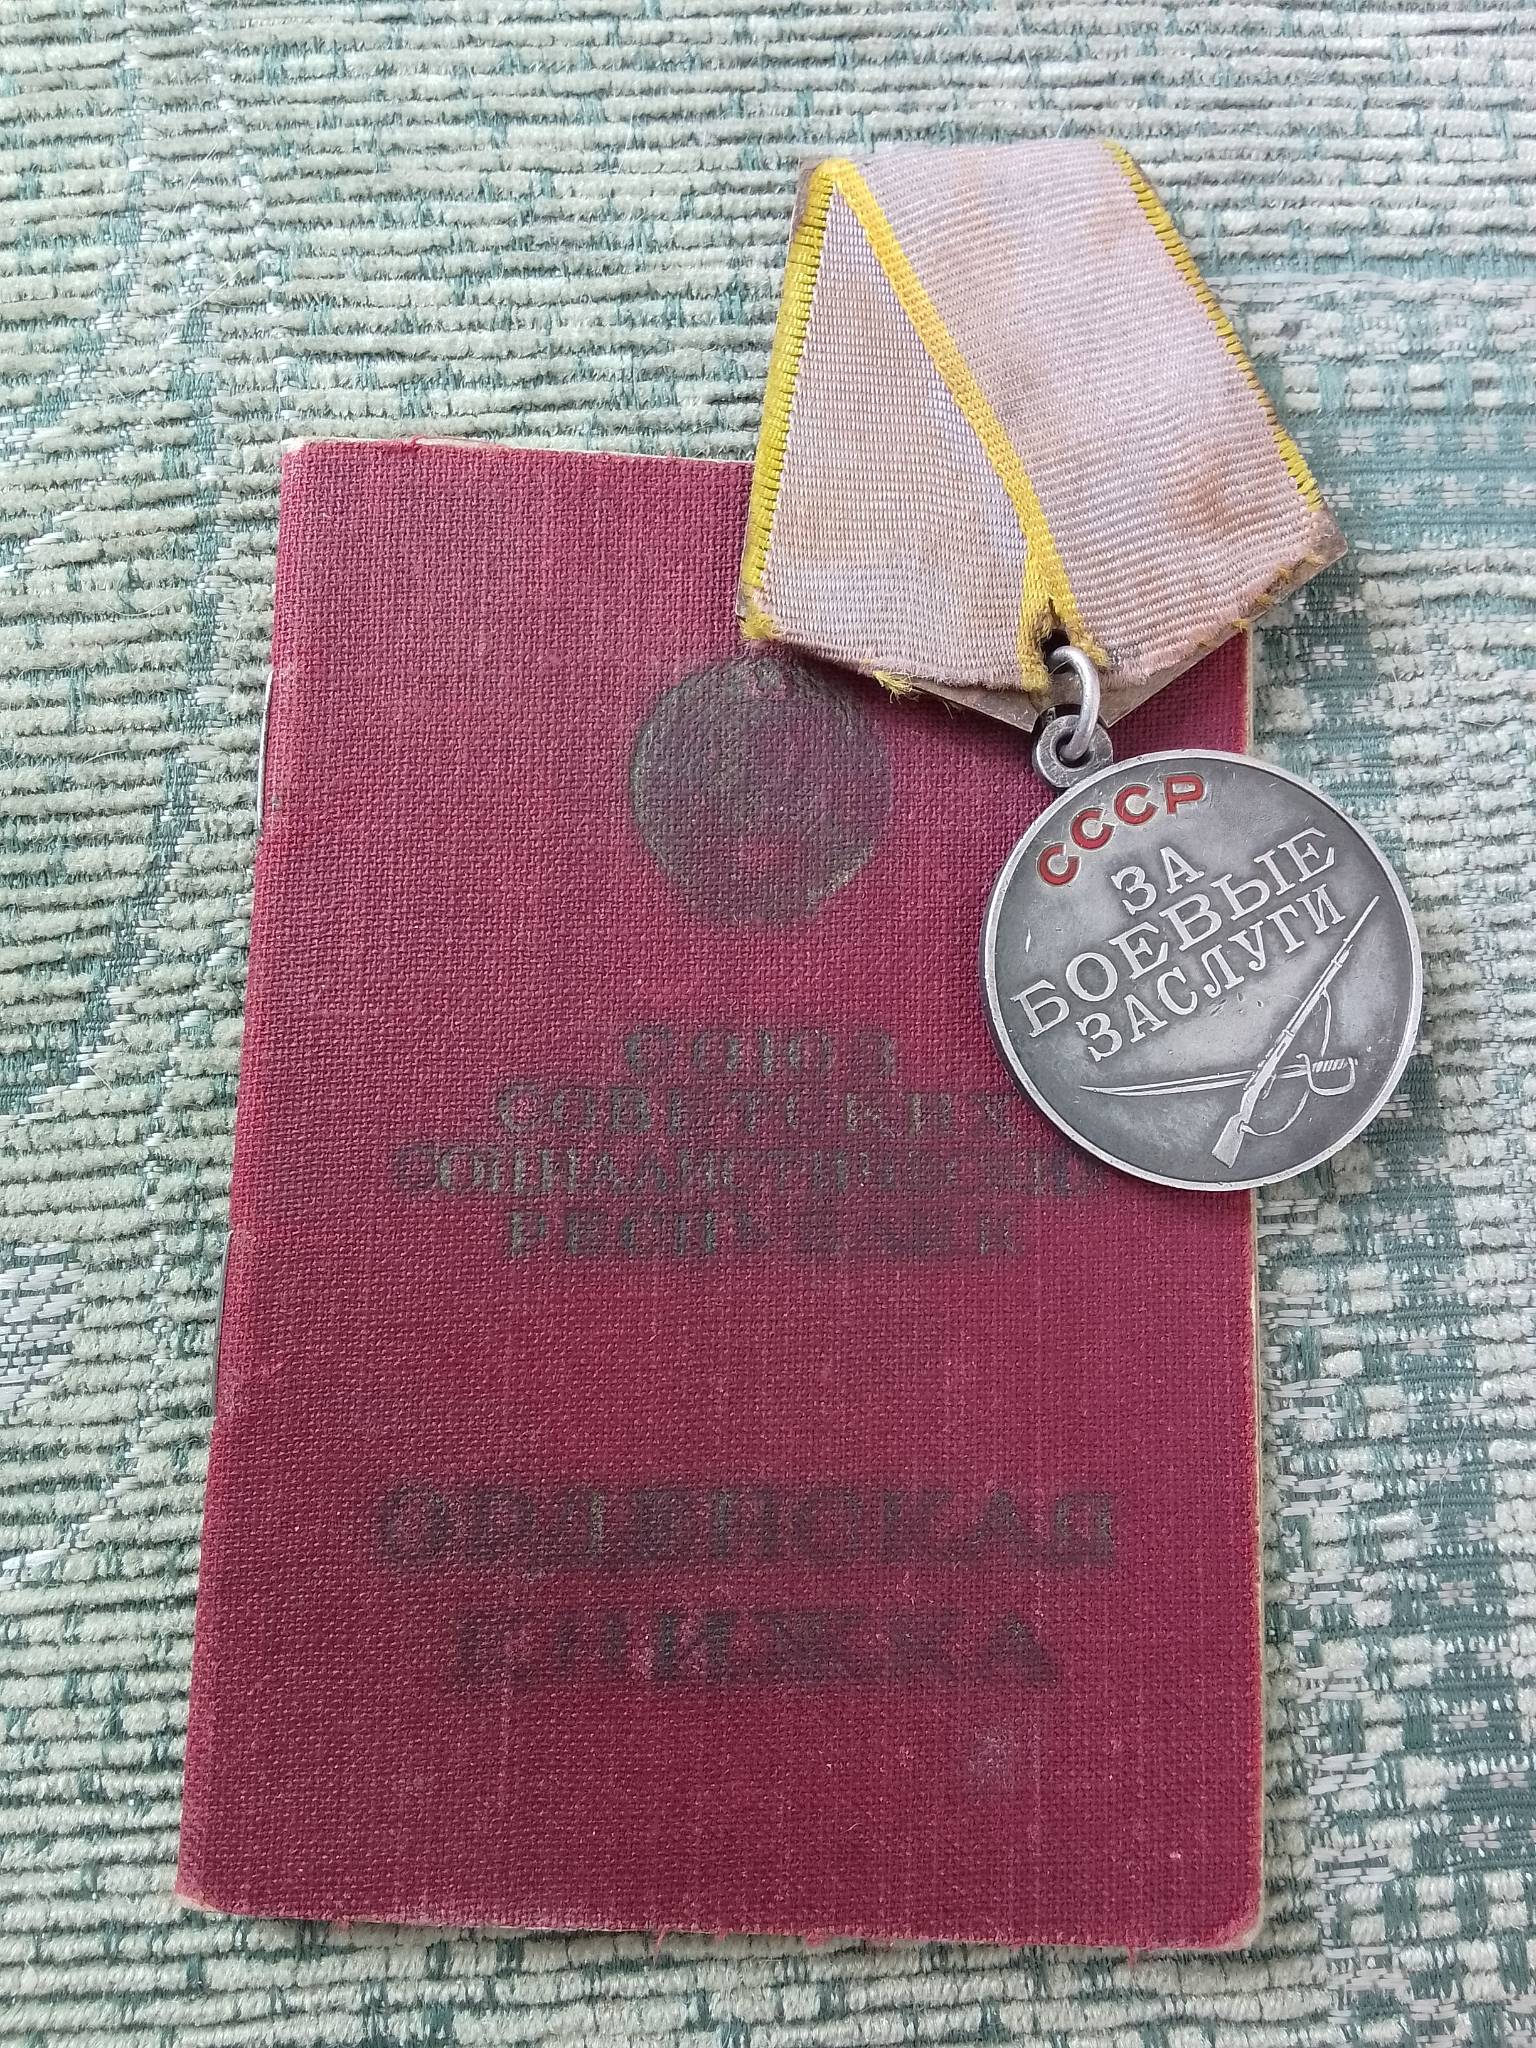 СССР
ЗА
БОЕВЫЕ
ЗАСЛУГИ
СОЮЗ
СОВЕТСКИХ
СОЦИАЛИСТИЧЕСКИХ
РЕСПУБЛИК
ОРДЕНСКАЯ
КНИЖКА